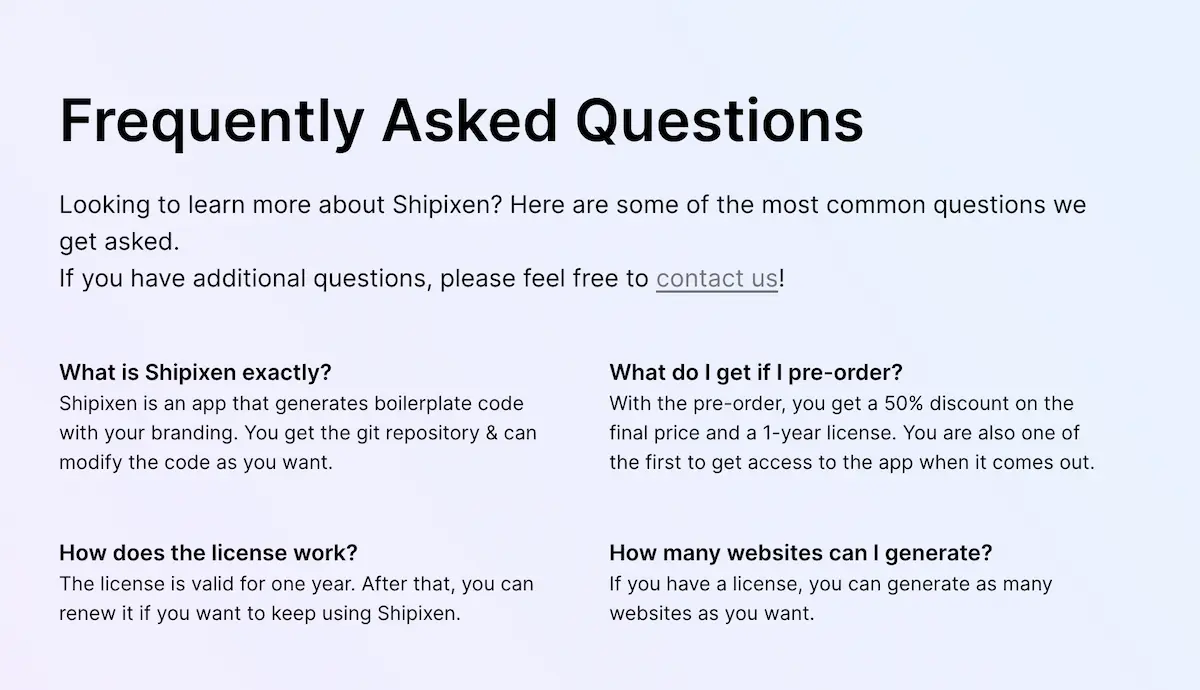 Frequently Asked Questions
Looking to learn more about Shipixen? Here are some of the most common questions we
get asked.
If you have additional questions, please feel free to contact us!
What is Shipixen exactly?
Shipixen is an app that generates boilerplate code
with your branding. You get the git repository & can
modify the code as you want.
What do I get if I pre-order?
With the pre-order, you get a 50% discount on the
final price and a 1-year license. You are also one of
the first to get access to the app when it comes out.
How does the license work?
The license is valid for one year. After that, you can
renew it if you want to keep using Shipixen.
How many websites can I generate?
If you have a license, you can generate as many
websites as you want.